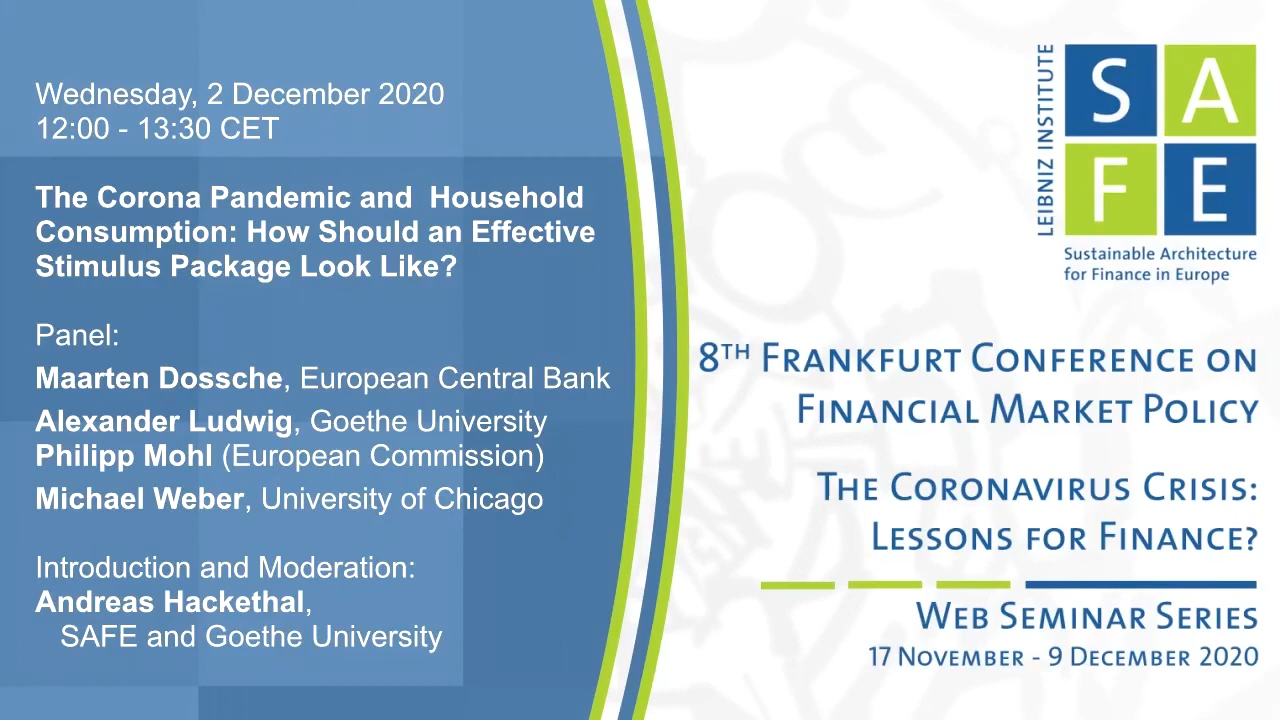 Wednesday, 2 December 2020
12:00 - 13:30 CET
The Corona Pandemic and Household
Consumption: How Should an Effective
Stimulus Package Look Like?
Panel:
Maarten Dossche, European Central Bank
Alexander Ludwig, Goethe University
Philipp Mohl (European Commission)
Michael Weber, University of Chicago
Introduction and Moderation:
Andreas Hackethal,
SAFE and Goethe University
LEIBNIZ INSTITUTE
S A
F E
Sustainable Architecture
for Finance in Europe
8TH FRANKFURT CONFERENCE ON
FINANCIAL MARKET POLICY
THE CORONAVIRUS CRISIS:
LESSONS FOR FINANCE?
WEB SEMINAR SERIES
17 NOVEMBER - 9 DECEMBER 2020